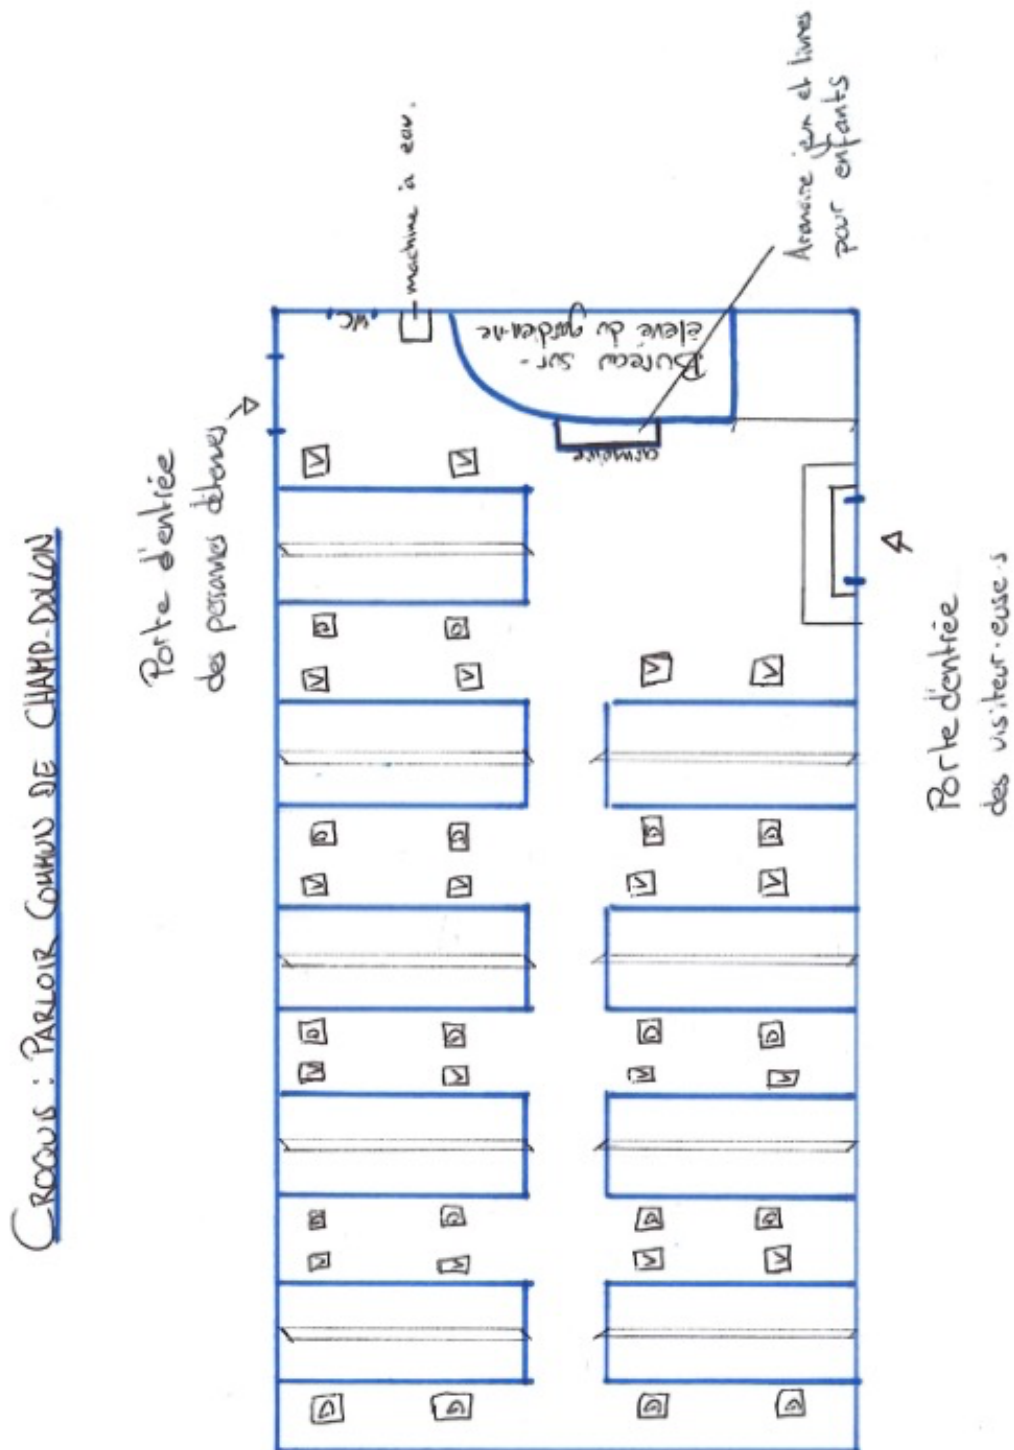 CROQUIS : PARLOIR COMMUN DE CHAMP-DOLLON
Porte d'entrée
des personnes détenues
WC
machine à eau.
Bureau sur-
élevé du gardien·ne
armoire
Armoire jeux et livres
pour enfants
Porte d'entrée
des visiteur·euse·s
V V
D D
V V
V V
D D
D D
V V
V V
D D
D D
V V
V V
D D
D D
V V
V V
D D
D D